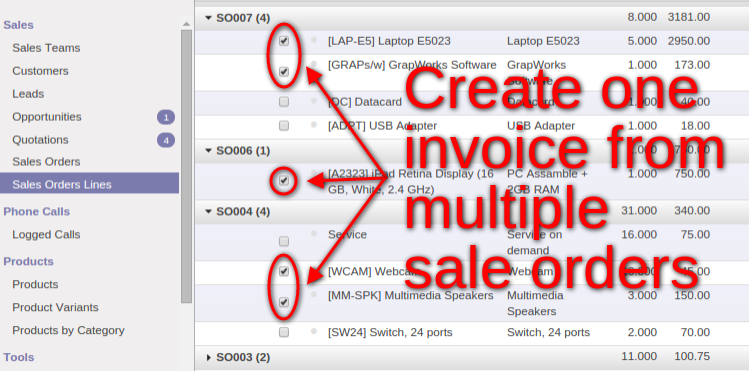 Sales
Sales Teams
Customers
Leads
Opportunities 1
Quotations 4
Sales Orders
Sales Orders Lines
Phone Calls
Logged Calls
Products
Products
Product Variants
Products by Category
Tools
SO007 (4) 8.000 3181.00
[LAP-E5] Laptop E5023 Laptop E5023 5.000 2950.00
[GRAPs/w] GrapWorks Software GrapWorks 1.000 173.00
Software
[DC] Datacard Datacard 1.000 40.00
[ADPT] USB Adapter USB Adapter 1.000 18.00
SO006 (1) 750.00
[A2323] iPad Retina Display (16 PC Assamble + 1.000 750.00
GB, White, 2.4 GHz) 2GB RAM
SO004 (4) 31.000 340.00
Service Service on 16.000 75.00
demand
[WCAM] Webcam Webcam 45.00
[MM-SPK] Multimedia Speakers Multimedia 3.000 150.00
Speakers
[SW24] Switch, 24 ports Switch, 24 ports 2.000 70.00
SO003 (2) 11.000 100.75
Create one
invoice from
multiple
sale orders